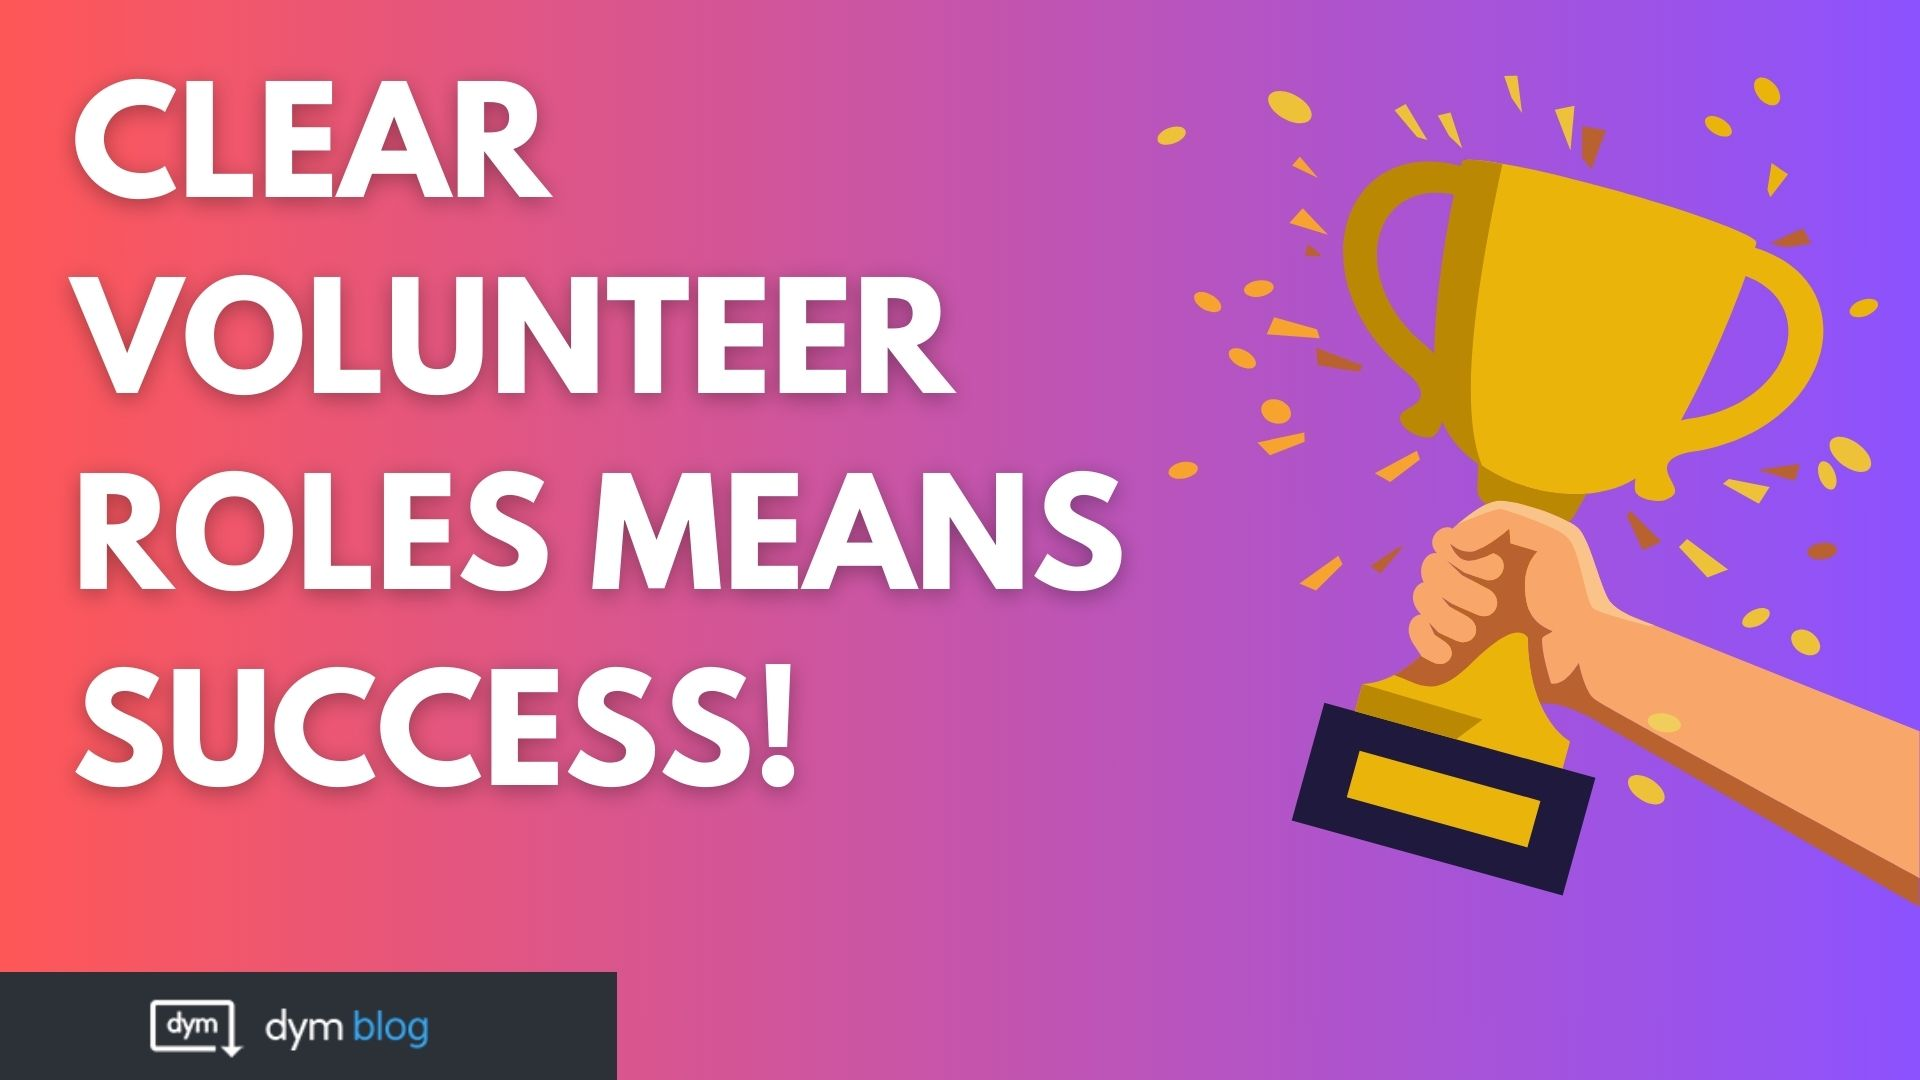 CLEAR
VOLUNTEER
ROLES MEANS
SUCCESS!
dym dym blog